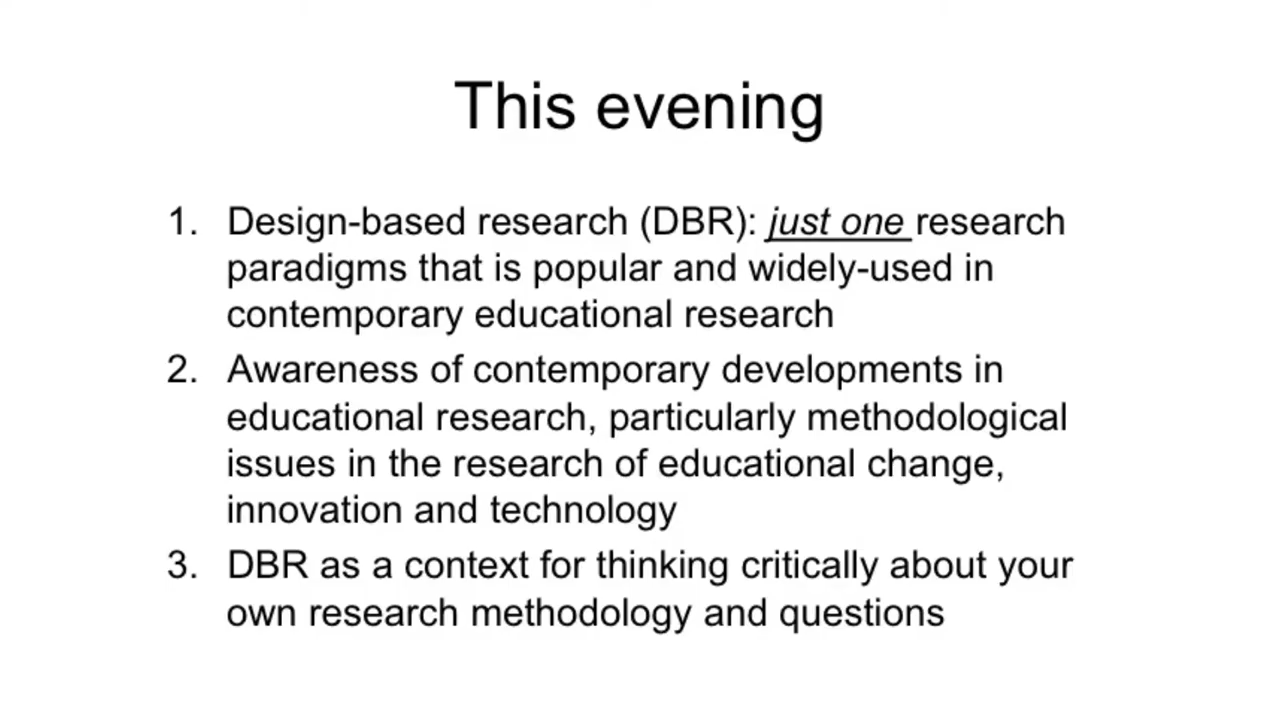 This evening
1. Design-based research (DBR): just one research
paradigms that is popular and widely-used in
contemporary educational research
2. Awareness of contemporary developments in
educational research, particularly methodological
issues in the research of educational change,
innovation and technology
3. DBR as a context for thinking critically about your
own research methodology and questions